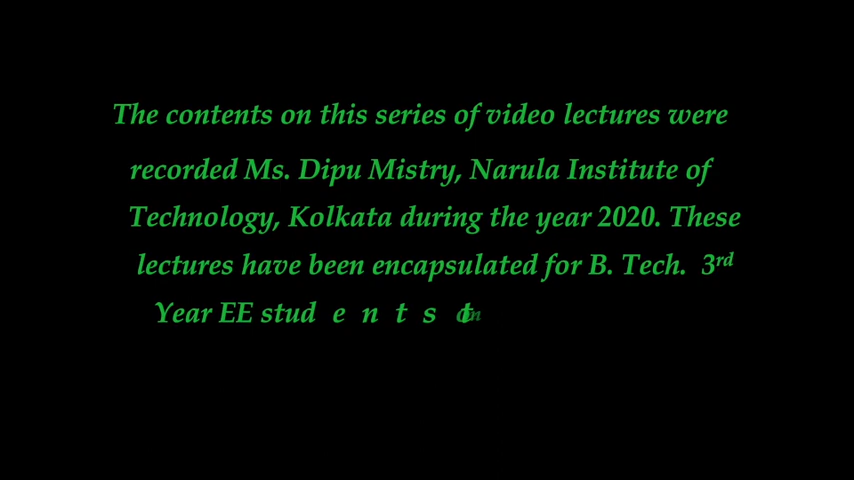 The contents on this series of video lectures were
recorded Ms. Dipu Mistry, Narula Institute of
Technology, Kolkata during the year 2020. These
lectures have been encapsulated for B. Tech. 3rd
Year EE students